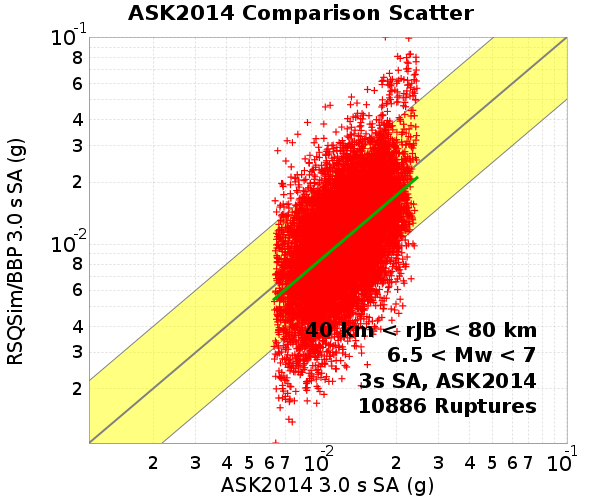 ASK2014 Comparison Scatter
10-1
8
6
4
3
2
10-2
8
6
4
3
2
RSQSim/BBP 3.0 s SA (g)
40 km < rJB < 80 km
6.5 < Mw < 7
3s SA, ASK2014
10886 Ruptures
2 3 4 5 6 7 10-2 2 3 4 5 6 7 10-1
ASK2014 3.0 s SA (g)